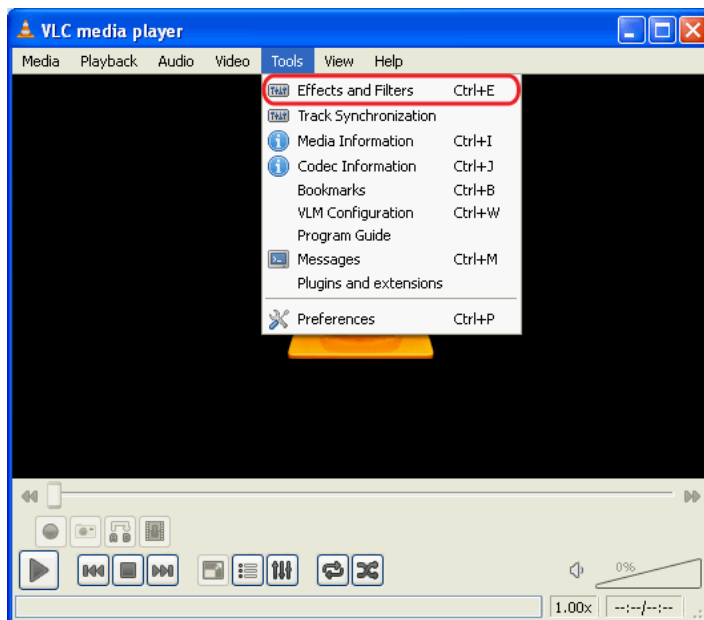 VLC media player
Media Playback Audio Video Tools View Help
Effects and Filters Ctrl+E
Track Synchronization
Media Information Ctrl+I
Codec Information Ctrl+J
Bookmarks Ctrl+B
VLM Configuration Ctrl+W
Program Guide
Messages Ctrl+M
Plugins and extensions
Preferences Ctrl+P
A B
0%
1.00x --:--/--:--